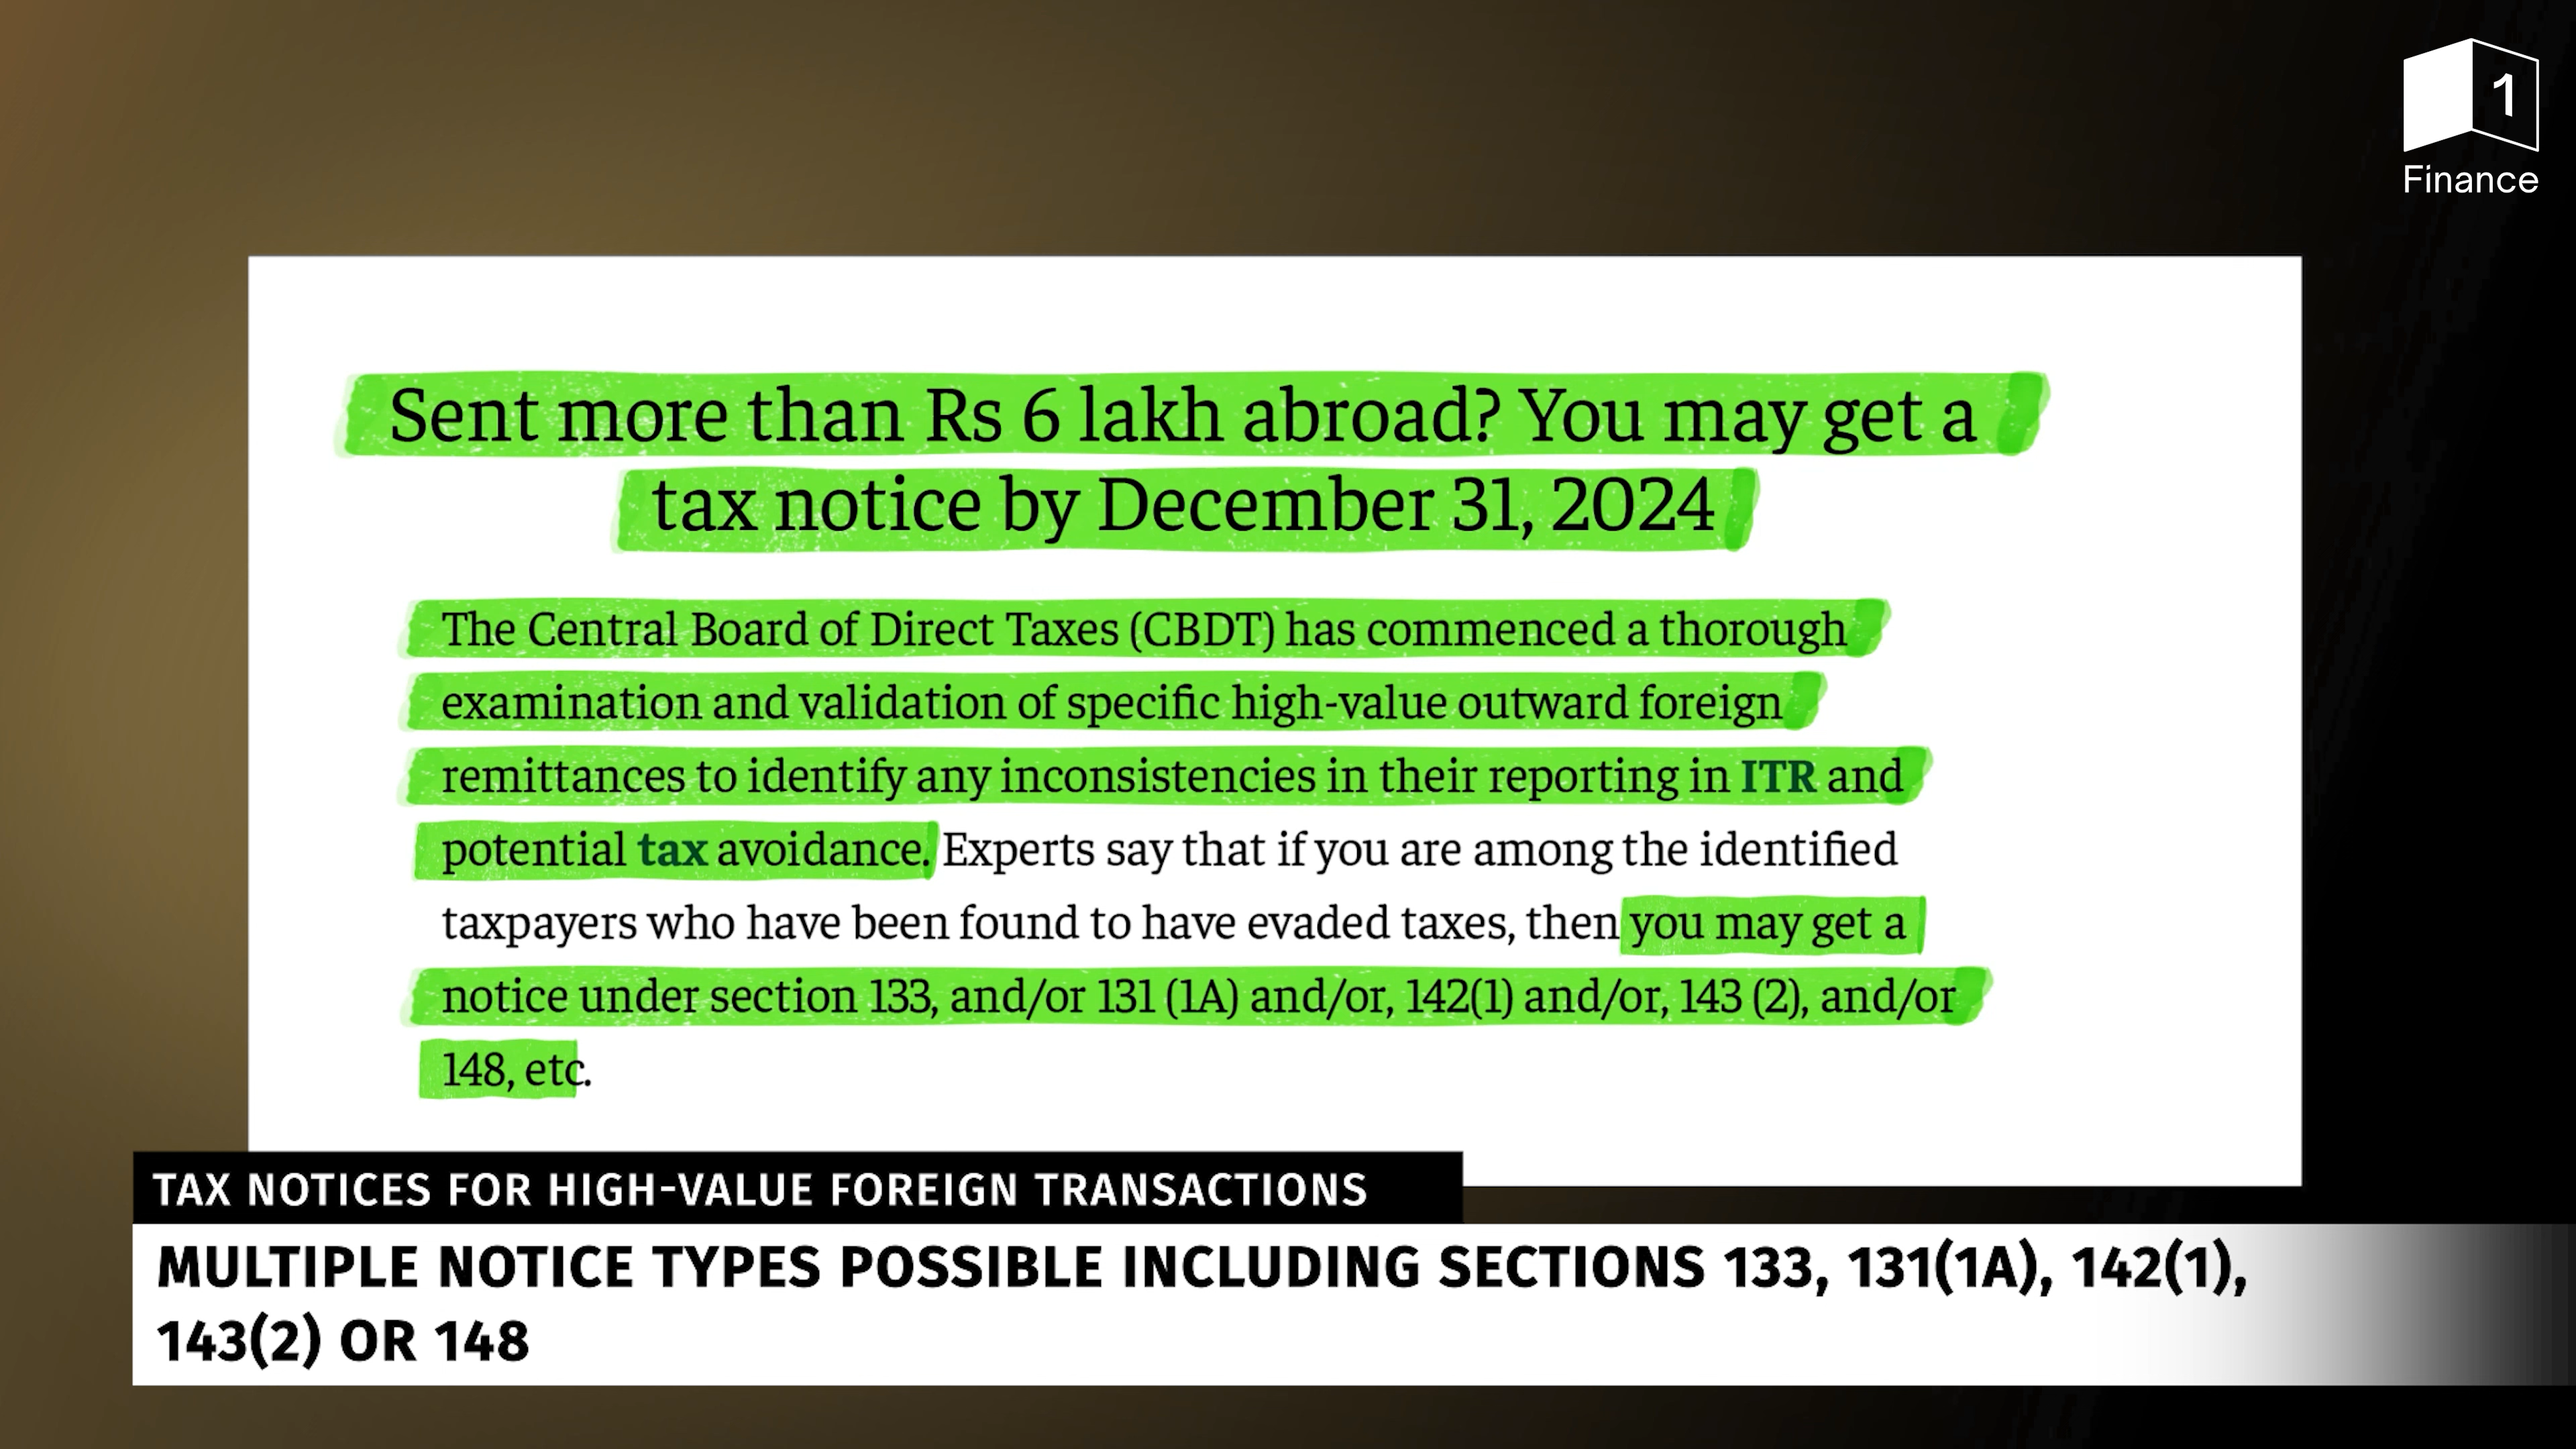 1
Finance
Sent more than Rs 6 lakh abroad? You may get a
tax notice by December 31, 2024
The Central Board of Direct Taxes (CBDT) has commenced a thorough
examination and validation of specific high-value outward foreign
remittances to identify any inconsistencies in their reporting in ITR and
potential tax avoidance. Experts say that if you are among the identified
taxpayers who have been found to have evaded taxes, then you may get a
notice under section 133, and/or 131 (1A) and/or, 142(1) and/or, 143 (2), and/or
148, etc.
TAX NOTICES FOR HIGH-VALUE FOREIGN TRANSACTIONS
MULTIPLE NOTICE TYPES POSSIBLE INCLUDING SECTIONS 133, 131(1A), 142(1),
143(2) OR 148